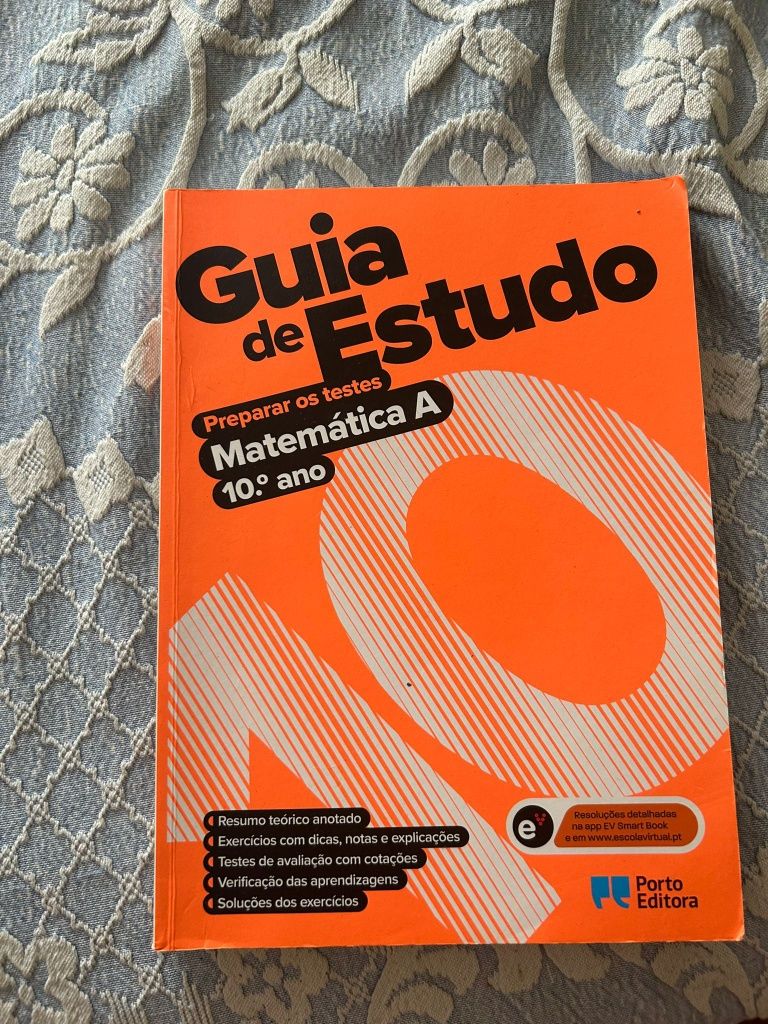 Guia
de Estudo
Preparar os testes
Matemática A
10.º ano
Resumo teórico anotado
Exercícios com dicas, notas e explicações
Testes de avaliação com cotações
Verificação das aprendizagens
Soluções dos exercícios
10
ev
Resoluções detalhadas
na app EV Smart Book
e em www.escolavirtual.pt
Porto
Editora